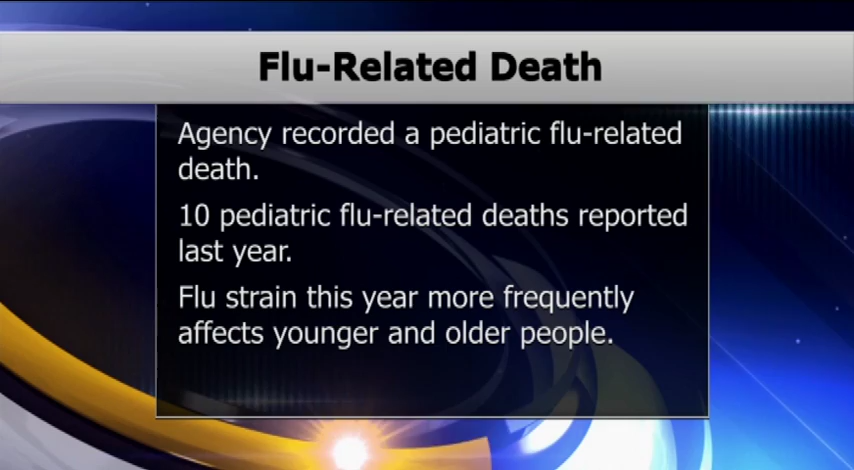 Flu-Related Death
Agency recorded a pediatric flu-related
death.
10 pediatric flu-related deaths reported
last year.
Flu strain this year more frequently
affects younger and older people.